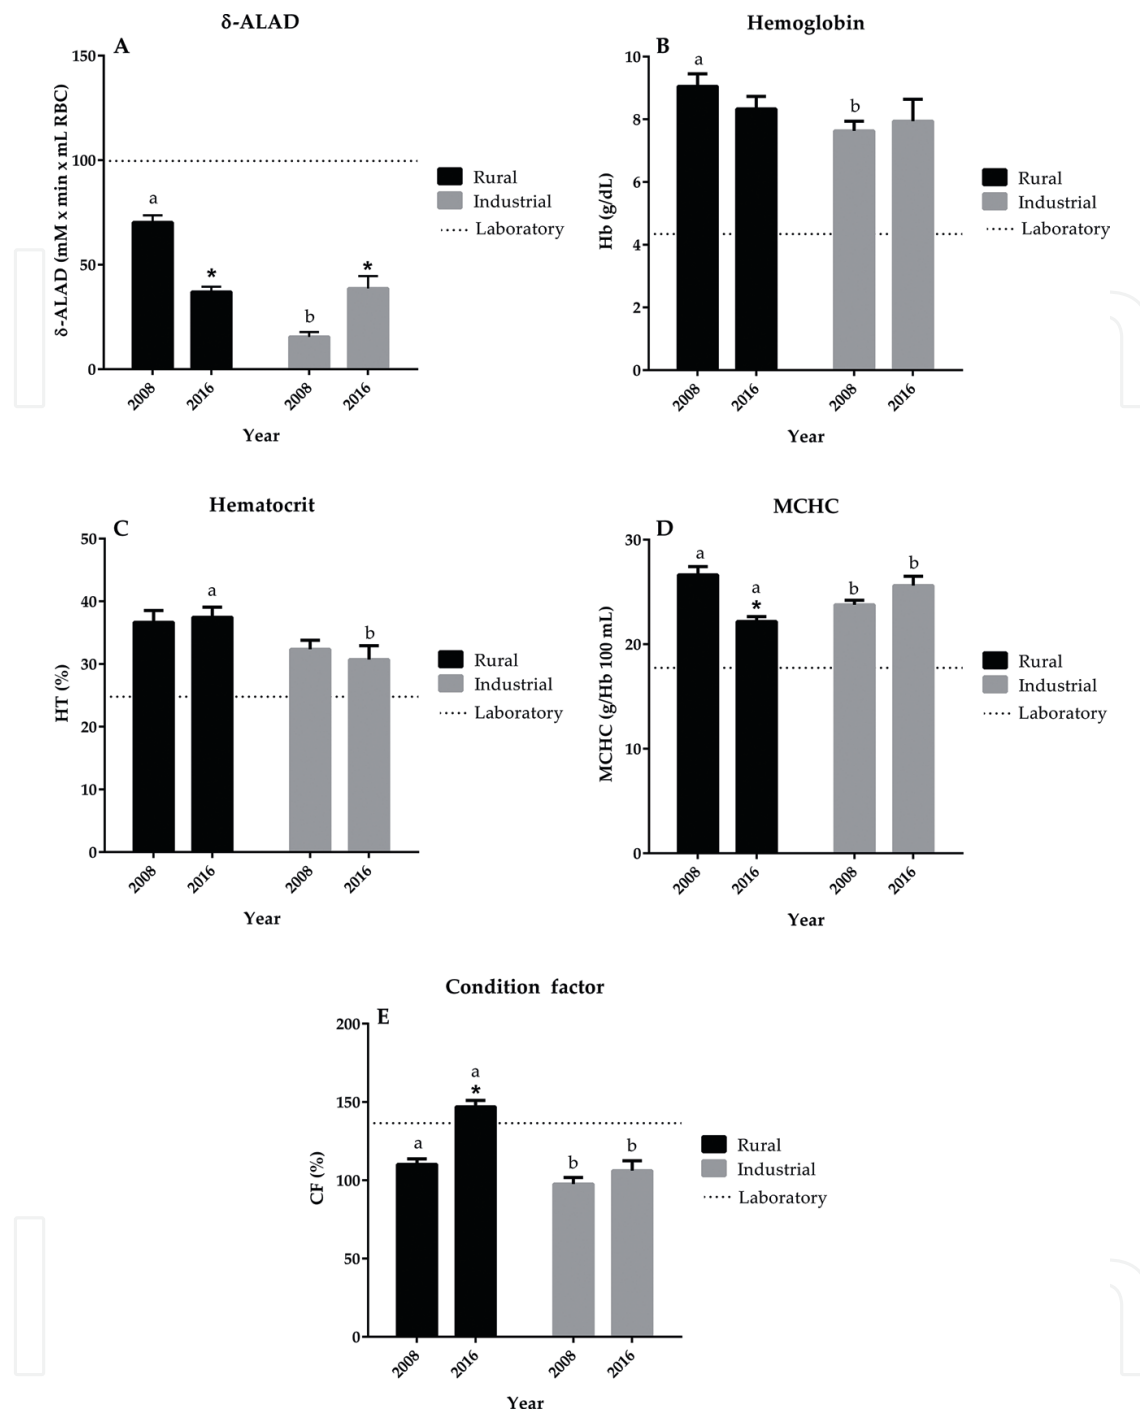 δ-ALAD
A
δ-ALAD (mM x min x mL RBC)
150
100
50
0
a
*
b
*
2008
2016
2008
2016
Year
Rural
Industrial
Laboratory
Hemoglobin
B
Hb (g/dL)
10
8
6
4
2
0
a
b
2008
2016
2008
2016
Year
Rural
Industrial
Laboratory
Hematocrit
C
HT (%)
50
40
30
20
10
0
a
b
2008
2016
2008
2016
Year
Rural
Industrial
Laboratory
MCHC
D
MCHC (g/Hb 100 mL)
30
20
10
0
a
a
*
b
b
2008
2016
2008
2016
Year
Rural
Industrial
Laboratory
Condition factor
E
CF (%)
200
150
100
50
0
a
a
*
b
b
2008
2016
2008
2016
Year
Rural
Industrial
Laboratory